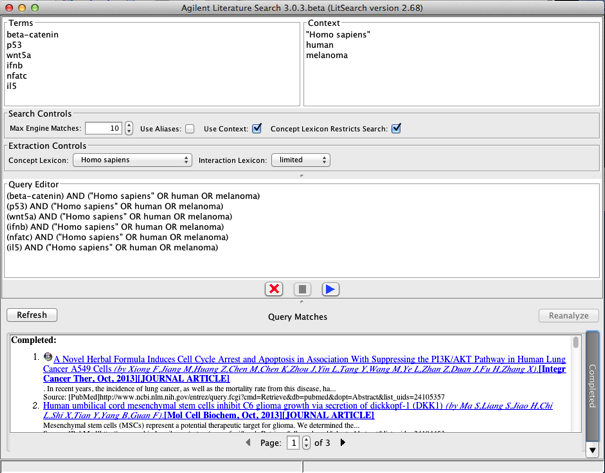 Agilent Literature Search 3.0.3.beta (LitSearch version 2.68)
Terms
beta-catenin
p53
wnt5a
ifnb
nfatc
il5
Context
"Homo sapiens"
human
melanoma
Search Controls
Max Engine Matches: 10 Use Aliases: Use Context: Concept Lexicon Restricts Search:
Extraction Controls
Concept Lexicon: Homo sapiens Interaction Lexicon: limited
Query Editor
(beta-catenin) AND ("Homo sapiens" OR human OR melanoma)
(p53) AND ("Homo sapiens" OR human OR melanoma)
(wnt5a) AND ("Homo sapiens" OR human OR melanoma)
(ifnb) AND ("Homo sapiens" OR human OR melanoma)
(nfatc) AND ("Homo sapiens" OR human OR melanoma)
(il5) AND ("Homo sapiens" OR human OR melanoma)
Refresh Query Matches Reanalyze
Completed:
1. A Novel Herbal Formula Induces Cell Cycle Arrest and Apoptosis in Association With Suppressing the PI3K/AKT Pathway in Human Lung
Cancer A549 Cells (by Xiong F,Jiang M,Huang Z,Chen M,Chen K,Zhou J,Yin L,Tang Y,Wang M,Ye L,Zhan Z,Duan J,Fu H,Zhang X).[Integr
Cancer Ther, Oct, 2013][JOURNAL ARTICLE]
. In recent years, the incidence of lung cancer, as well as the mortality rate from this disease, ha...
Source: [PubMed]http://www.ncbi.nlm.nih.gov/entrez/query.fcgi?cmd=Retrieve&db=pubmed&dopt=Abstract&list_uids=24105357
2. Human umbilical cord mesenchymal stem cells inhibit C6 glioma growth via secretion of dickkopf-1 (DKK1) (by Ma S,Liang S,Jiao H,Chi
L,Shi X,Tian Y,Yang B,Guan F).[Mol Cell Biochem, Oct, 2013][JOURNAL ARTICLE]
Mesenchymal stem cells (MSCs) represent a potential therapeutic target for glioma. We determined the...
Completed
Page: 1 of 3